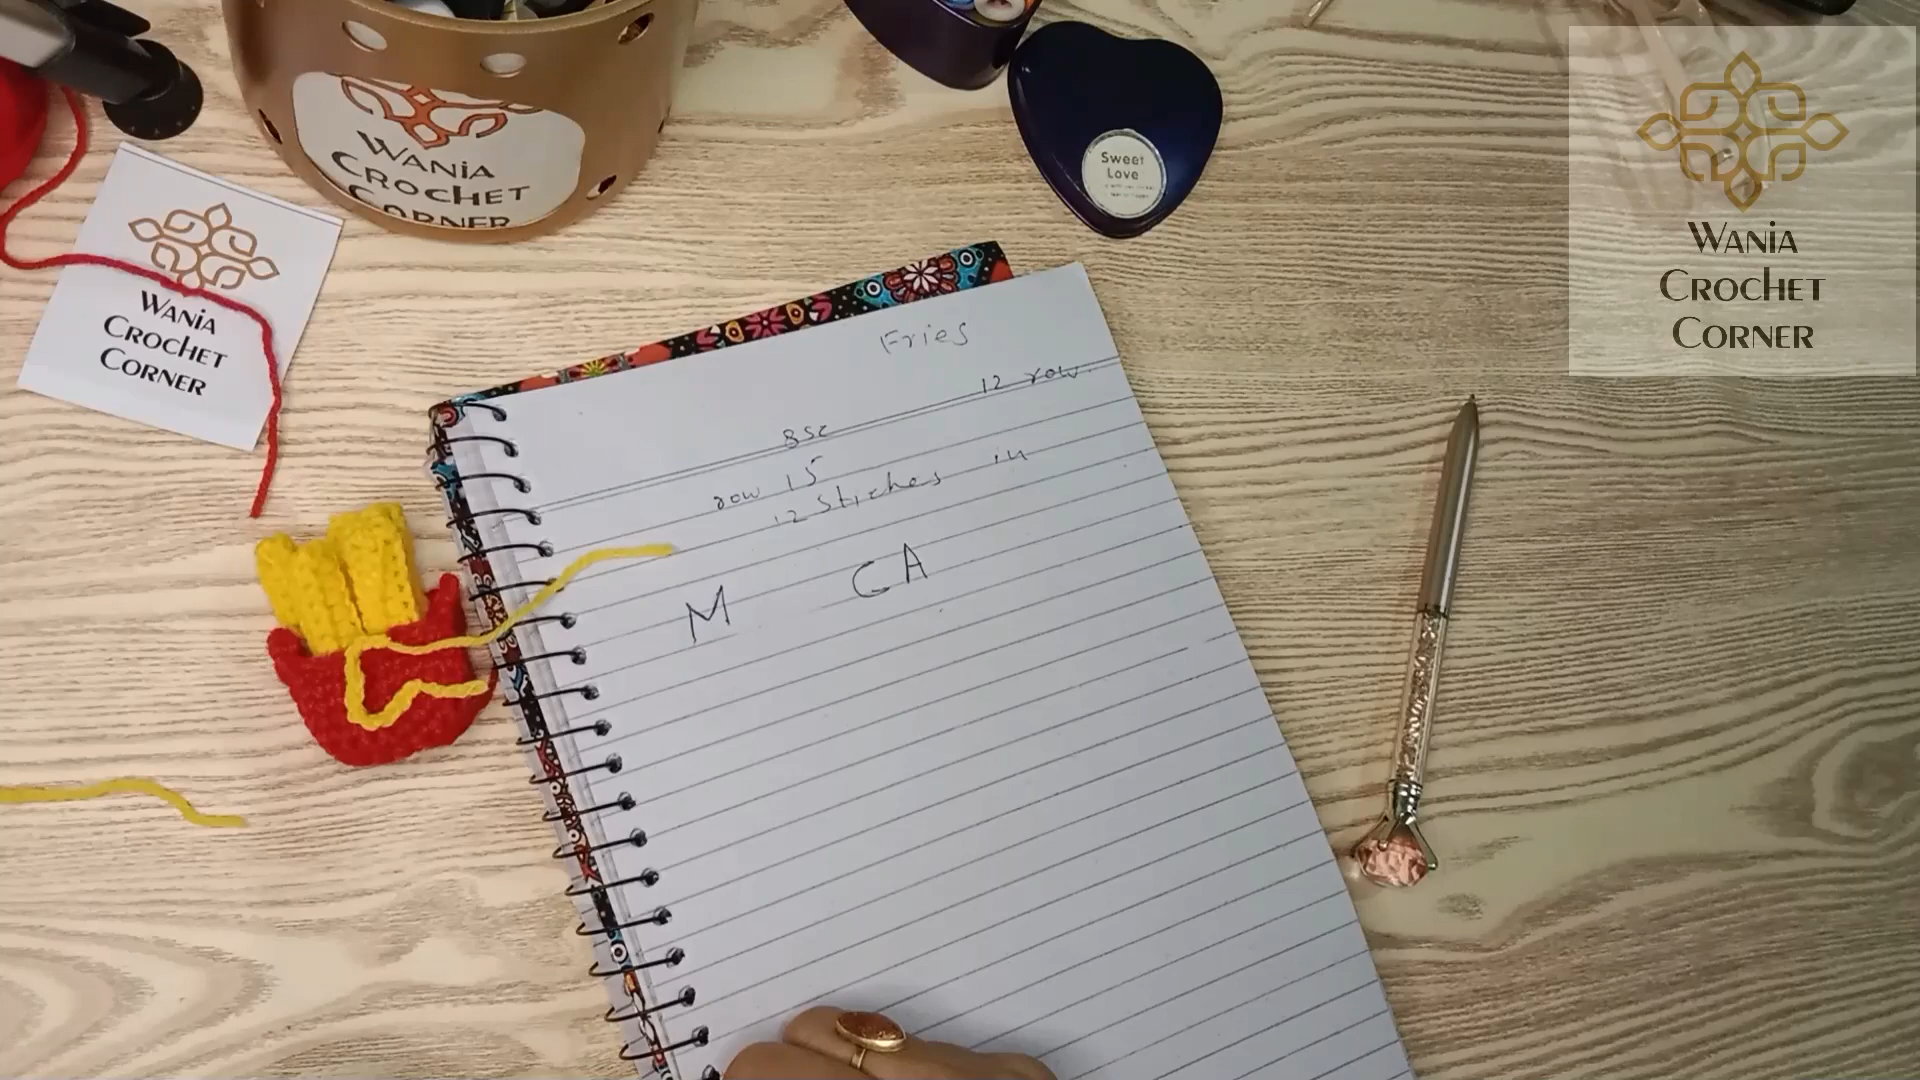 WANIA
CROCHET
CORNER
WANIA
CROCHET
CORNER
Sweet
Love
WANIA
CROCHET
CORNER
Fries
12 row
8sc
row 15
12 Stiches in
M GA